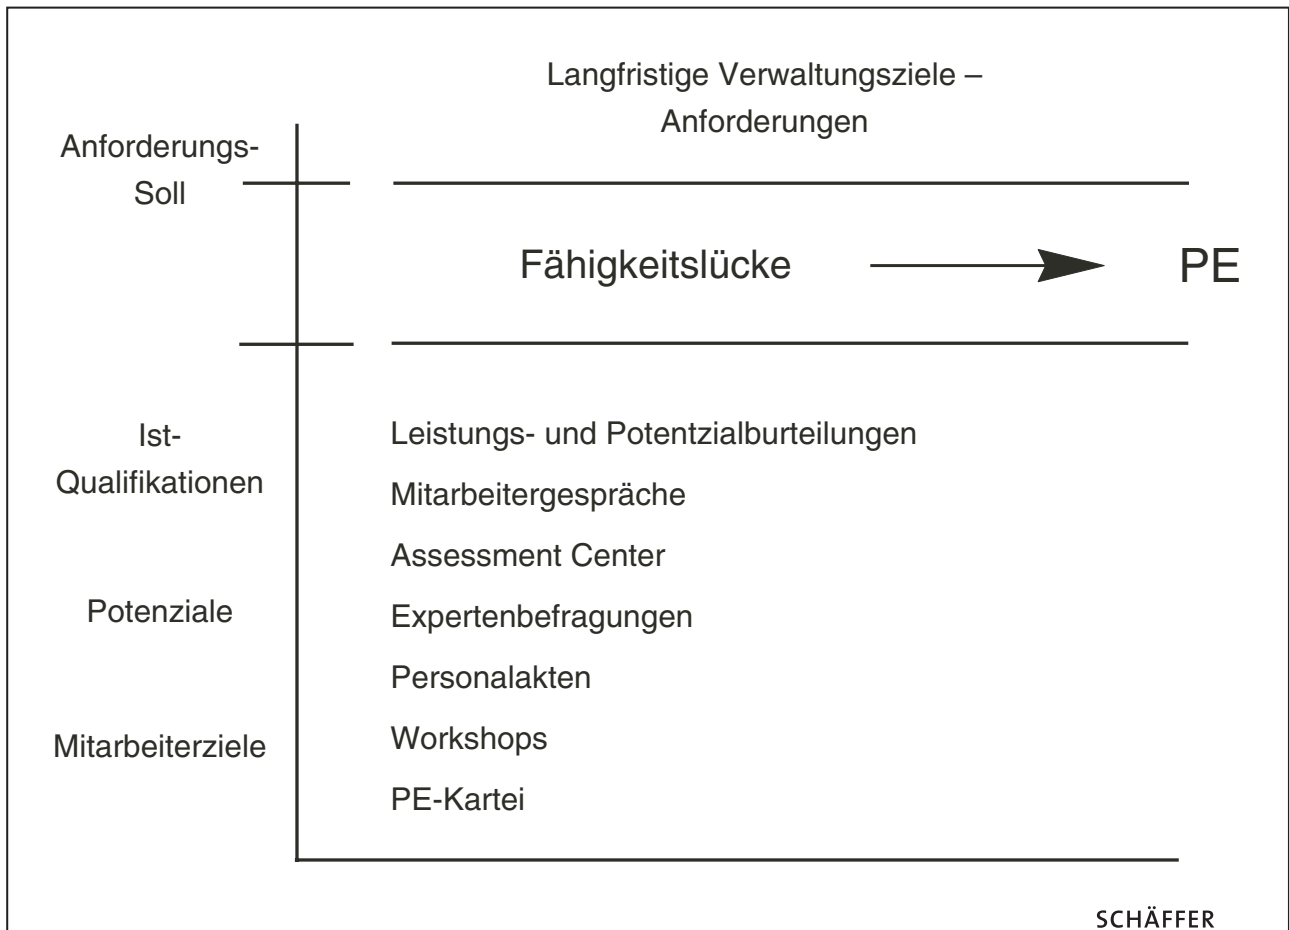 Langfristige Verwaltungsziele –
Anforderungen
Anforderungs-
Soll
Fähigkeitslücke
PE
Ist-
Qualifikationen
Potenziale
Mitarbeiterziele
Leistungs- und Potentzialburteilungen
Mitarbeitergespräche
Assessment Center
Expertenbefragungen
Personalakten
Workshops
PE-Kartei
SCHÄFFER